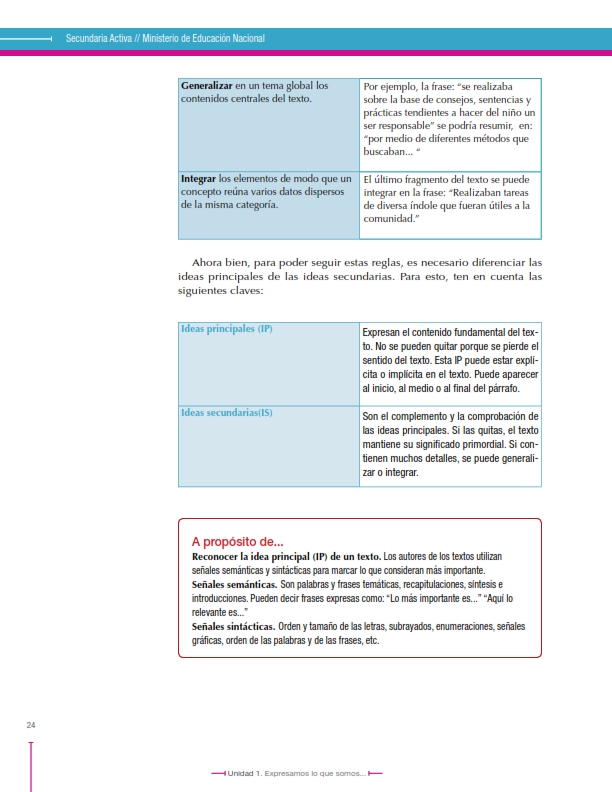 Secundaria Activa // Ministerio de Educación Nacional
Generalizar en un tema global los
contenidos centrales del texto.
Por ejemplo, la frase: “se realizaba
sobre la base de consejos, sentencias y
prácticas tendientes a hacer del niño un
ser responsable” se podría resumir, en:
“por medio de diferentes métodos que
buscaban... “
Integrar los elementos de modo que un
concepto reúna varios datos dispersos
de la misma categoría.
El último fragmento del texto se puede
integrar en la frase: “Realizaban tareas
de diversa índole que fueran útiles a la
comunidad.”
Ahora bien, para poder seguir estas reglas, es necesario diferenciar las
ideas principales de las ideas secundarias. Para esto, ten en cuenta las
siguientes claves:
Ideas principales (IP)
Expresan el contenido fundamental del tex-
to. No se pueden quitar porque se pierde el
sentido del texto. Esta IP puede estar explí-
cita o implícita en el texto. Puede aparecer
al inicio, al medio o al final del párrafo.
Ideas secundarias(IS)
Son el complemento y la comprobación de
las ideas principales. Si las quitas, el texto
mantiene su significado primordial. Si con-
tienen muchos detalles, se puede generali-
zar o integrar.
A propósito de...
Reconocer la idea principal (IP) de un texto. Los autores de los textos utilizan
señales semánticas y sintácticas para marcar lo que consideran más importante.
Señales semánticas. Son palabras y frases temáticas, recapitulaciones, síntesis e
introducciones. Pueden decir frases expresas como: “Lo más importante es...” “Aquí lo
relevante es...”
Señales sintácticas. Orden y tamaño de las letras, subrayados, enumeraciones, señales
gráficas, orden de las palabras y de las frases, etc.
24
Unidad 1. Expresamos lo que somos...